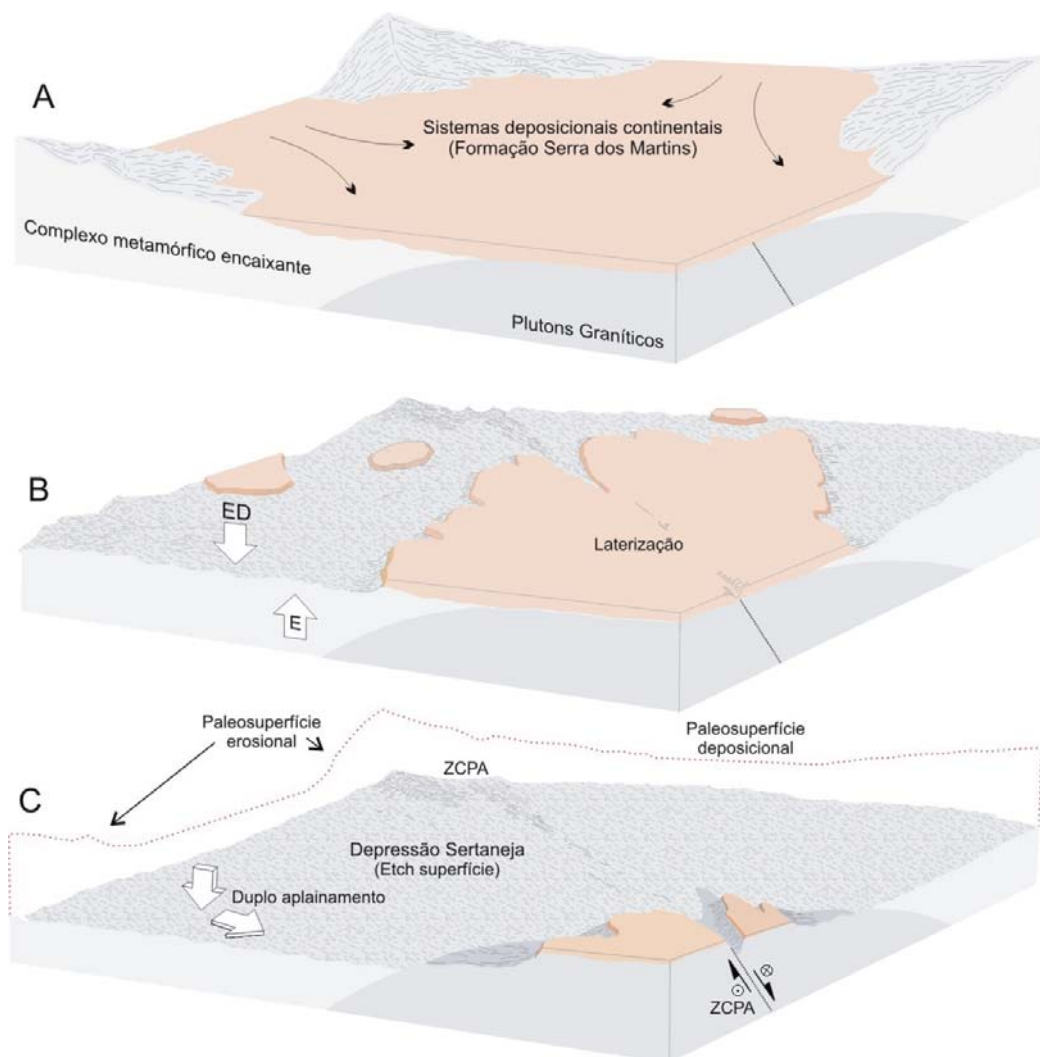 A
Sistemas deposicionais continentais
(Formação Serra dos Martins)
Complexo metamórfico encaixante
Plutons Graníticos
B
ED
Laterização
E
Paleosuperfície
erosional
Paleosuperfície
deposicional
ZCPA
C
Depressão Sertaneja
(Etch superfície)
Duplo aplainamento
ZCPA